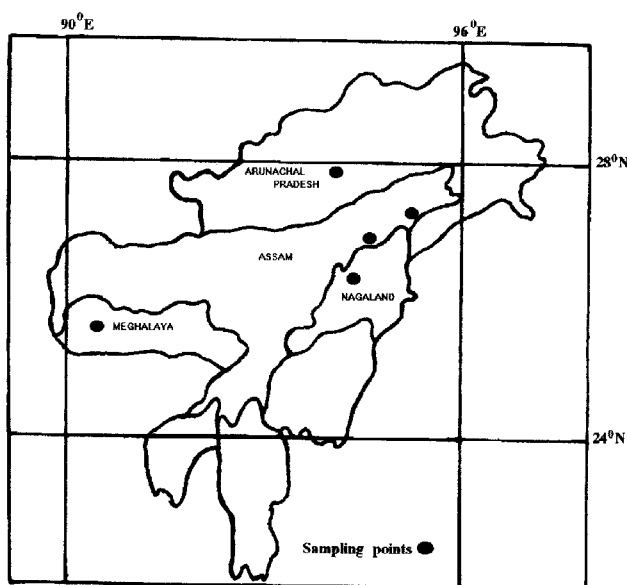 90⁰E
96⁰E
28⁰N
ARUNACHAL
PRADESH
ASSAM
NAGALAND
MEGHALAYA
24⁰N
Sampling points